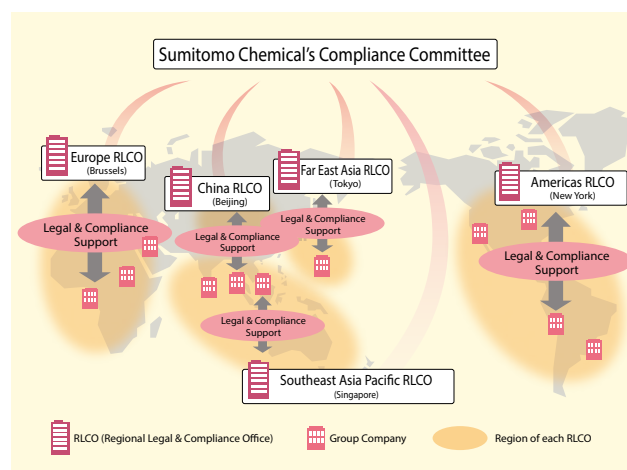 Sumitomo Chemical's Compliance Committee
Europe RLCO
(Brussels)
China RLCO
(Beijing)
Far East Asia RLCO
(Tokyo)
Americas RLCO
(New York)
Legal & Compliance
Support
Legal & Compliance
Support
Legal & Compliance
Support
Legal & Compliance
Support
Legal & Compliance
Support
Southeast Asia Pacific RLCO
(Singapore)
RLCO (Regional Legal & Compliance Office)
Group Company
Region of each RLCO